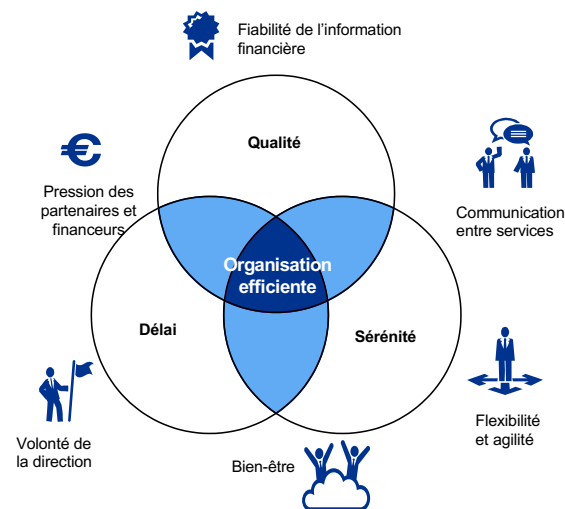 Fiabilité de l'information
financière
Qualité
Pression des
partenaires et
financeurs
Communication
entre services
Organisation
efficiente
Délai
Sérénité
Volonté de
la direction
Flexibilité
et agilité
Bien-être